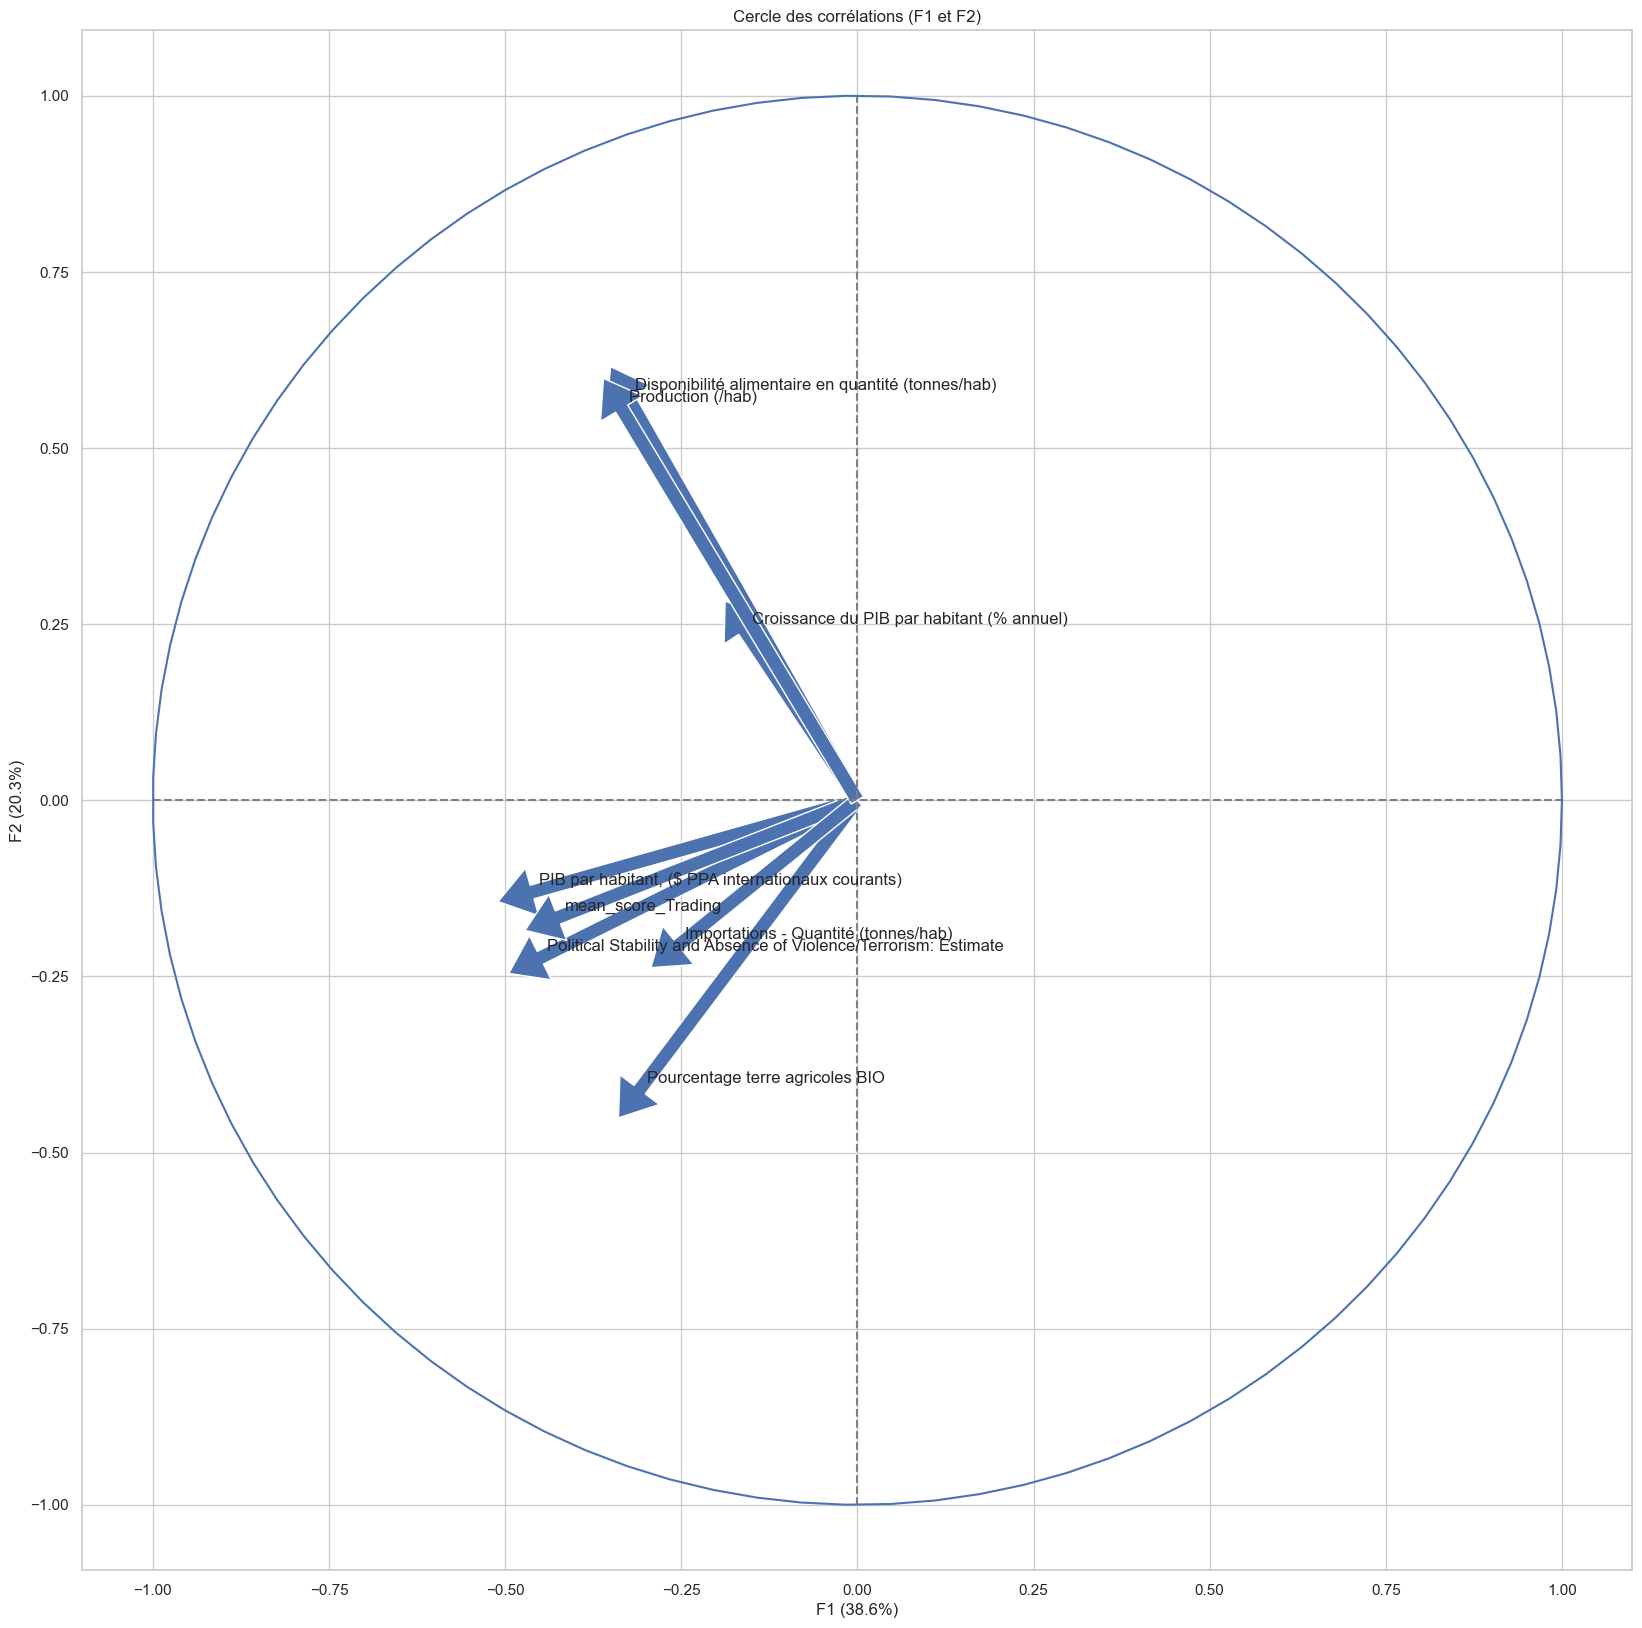 Cercle des corrélations (F1 et F2)
1.00
0.75
0.50
0.25
0.00
−0.25
−0.50
−0.75
−1.00
F2 (20.3%)
Disponibilité alimentaire en quantité (tonnes/hab)
Production (/hab)
Croissance du PIB par habitant (% annuel)
PIB par habitant, ($ PPA internationaux courants)
mean_score_Trading
Importations - Quantité (tonnes/hab)
Political Stability and Absence of Violence/Terrorism: Estimate
Pourcentage terre agricoles BIO
−1.00 −0.75 −0.50 −0.25 0.00 0.25 0.50 0.75 1.00
F1 (38.6%)